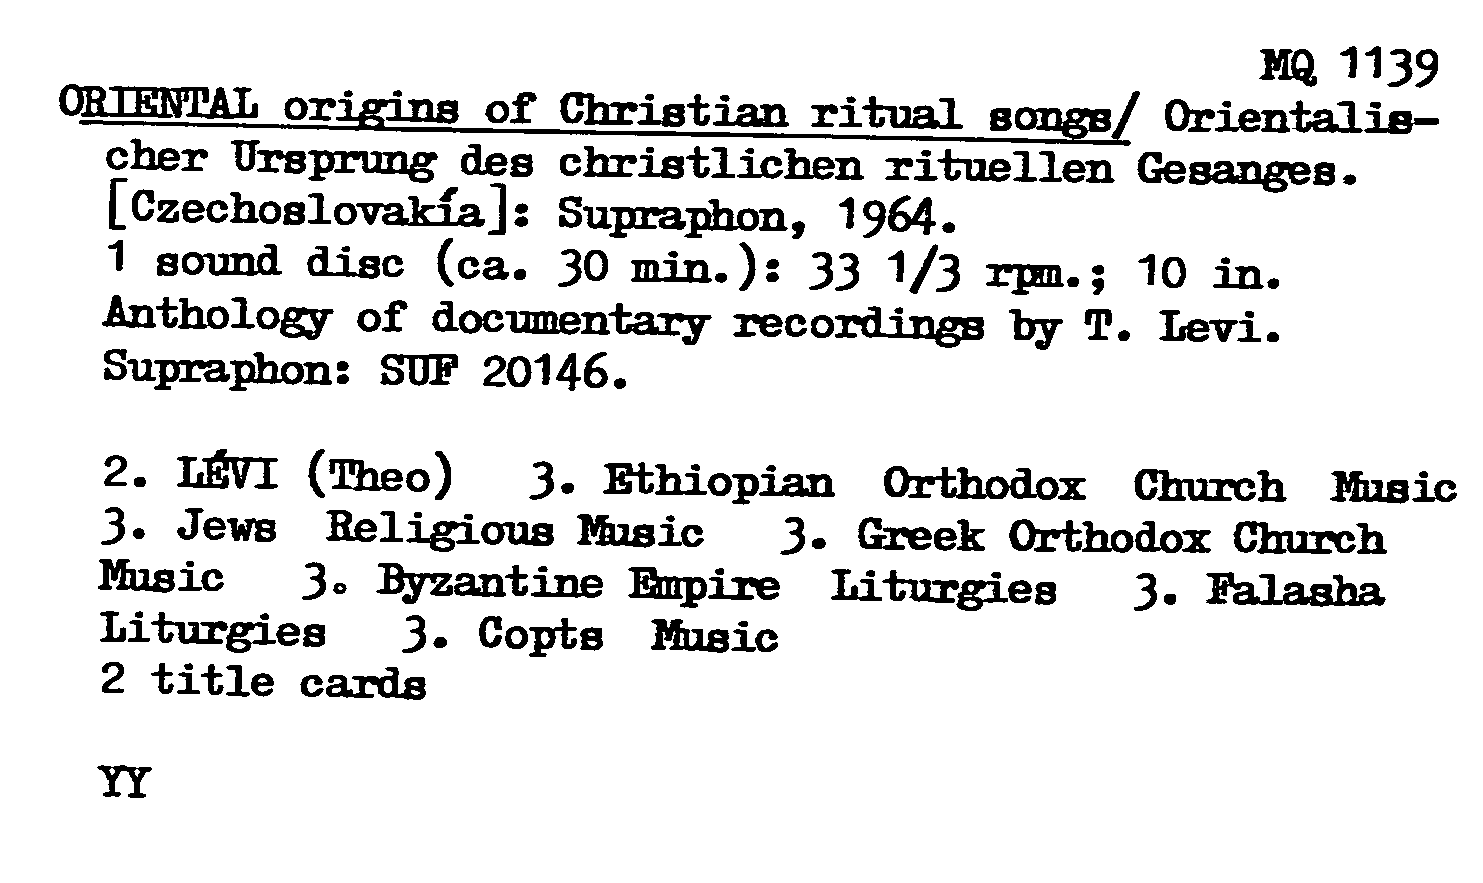 MQ 1139
ORIENTAL origins of Christian ritual songs/ Orientalis-
cher Ursprung des christlichen rituellen Gesanges.
[Czechoslovakía]: Supraphon, 1964.
1 sound disc (ca. 30 min.): 33 1/3 rpm.; 10 in.
Anthology of documentary recordings by T. Levi.
Supraphon: SUF 20146.
2. LÉVI (Theo) 3. Ethiopian Orthodox Church Music
3. Jews Religious Music 3. Greek Orthodox Church
Music 3. Byzantine Empire Liturgies 3. Falasha
Liturgies 3. Copts Music
2 title cards
YY